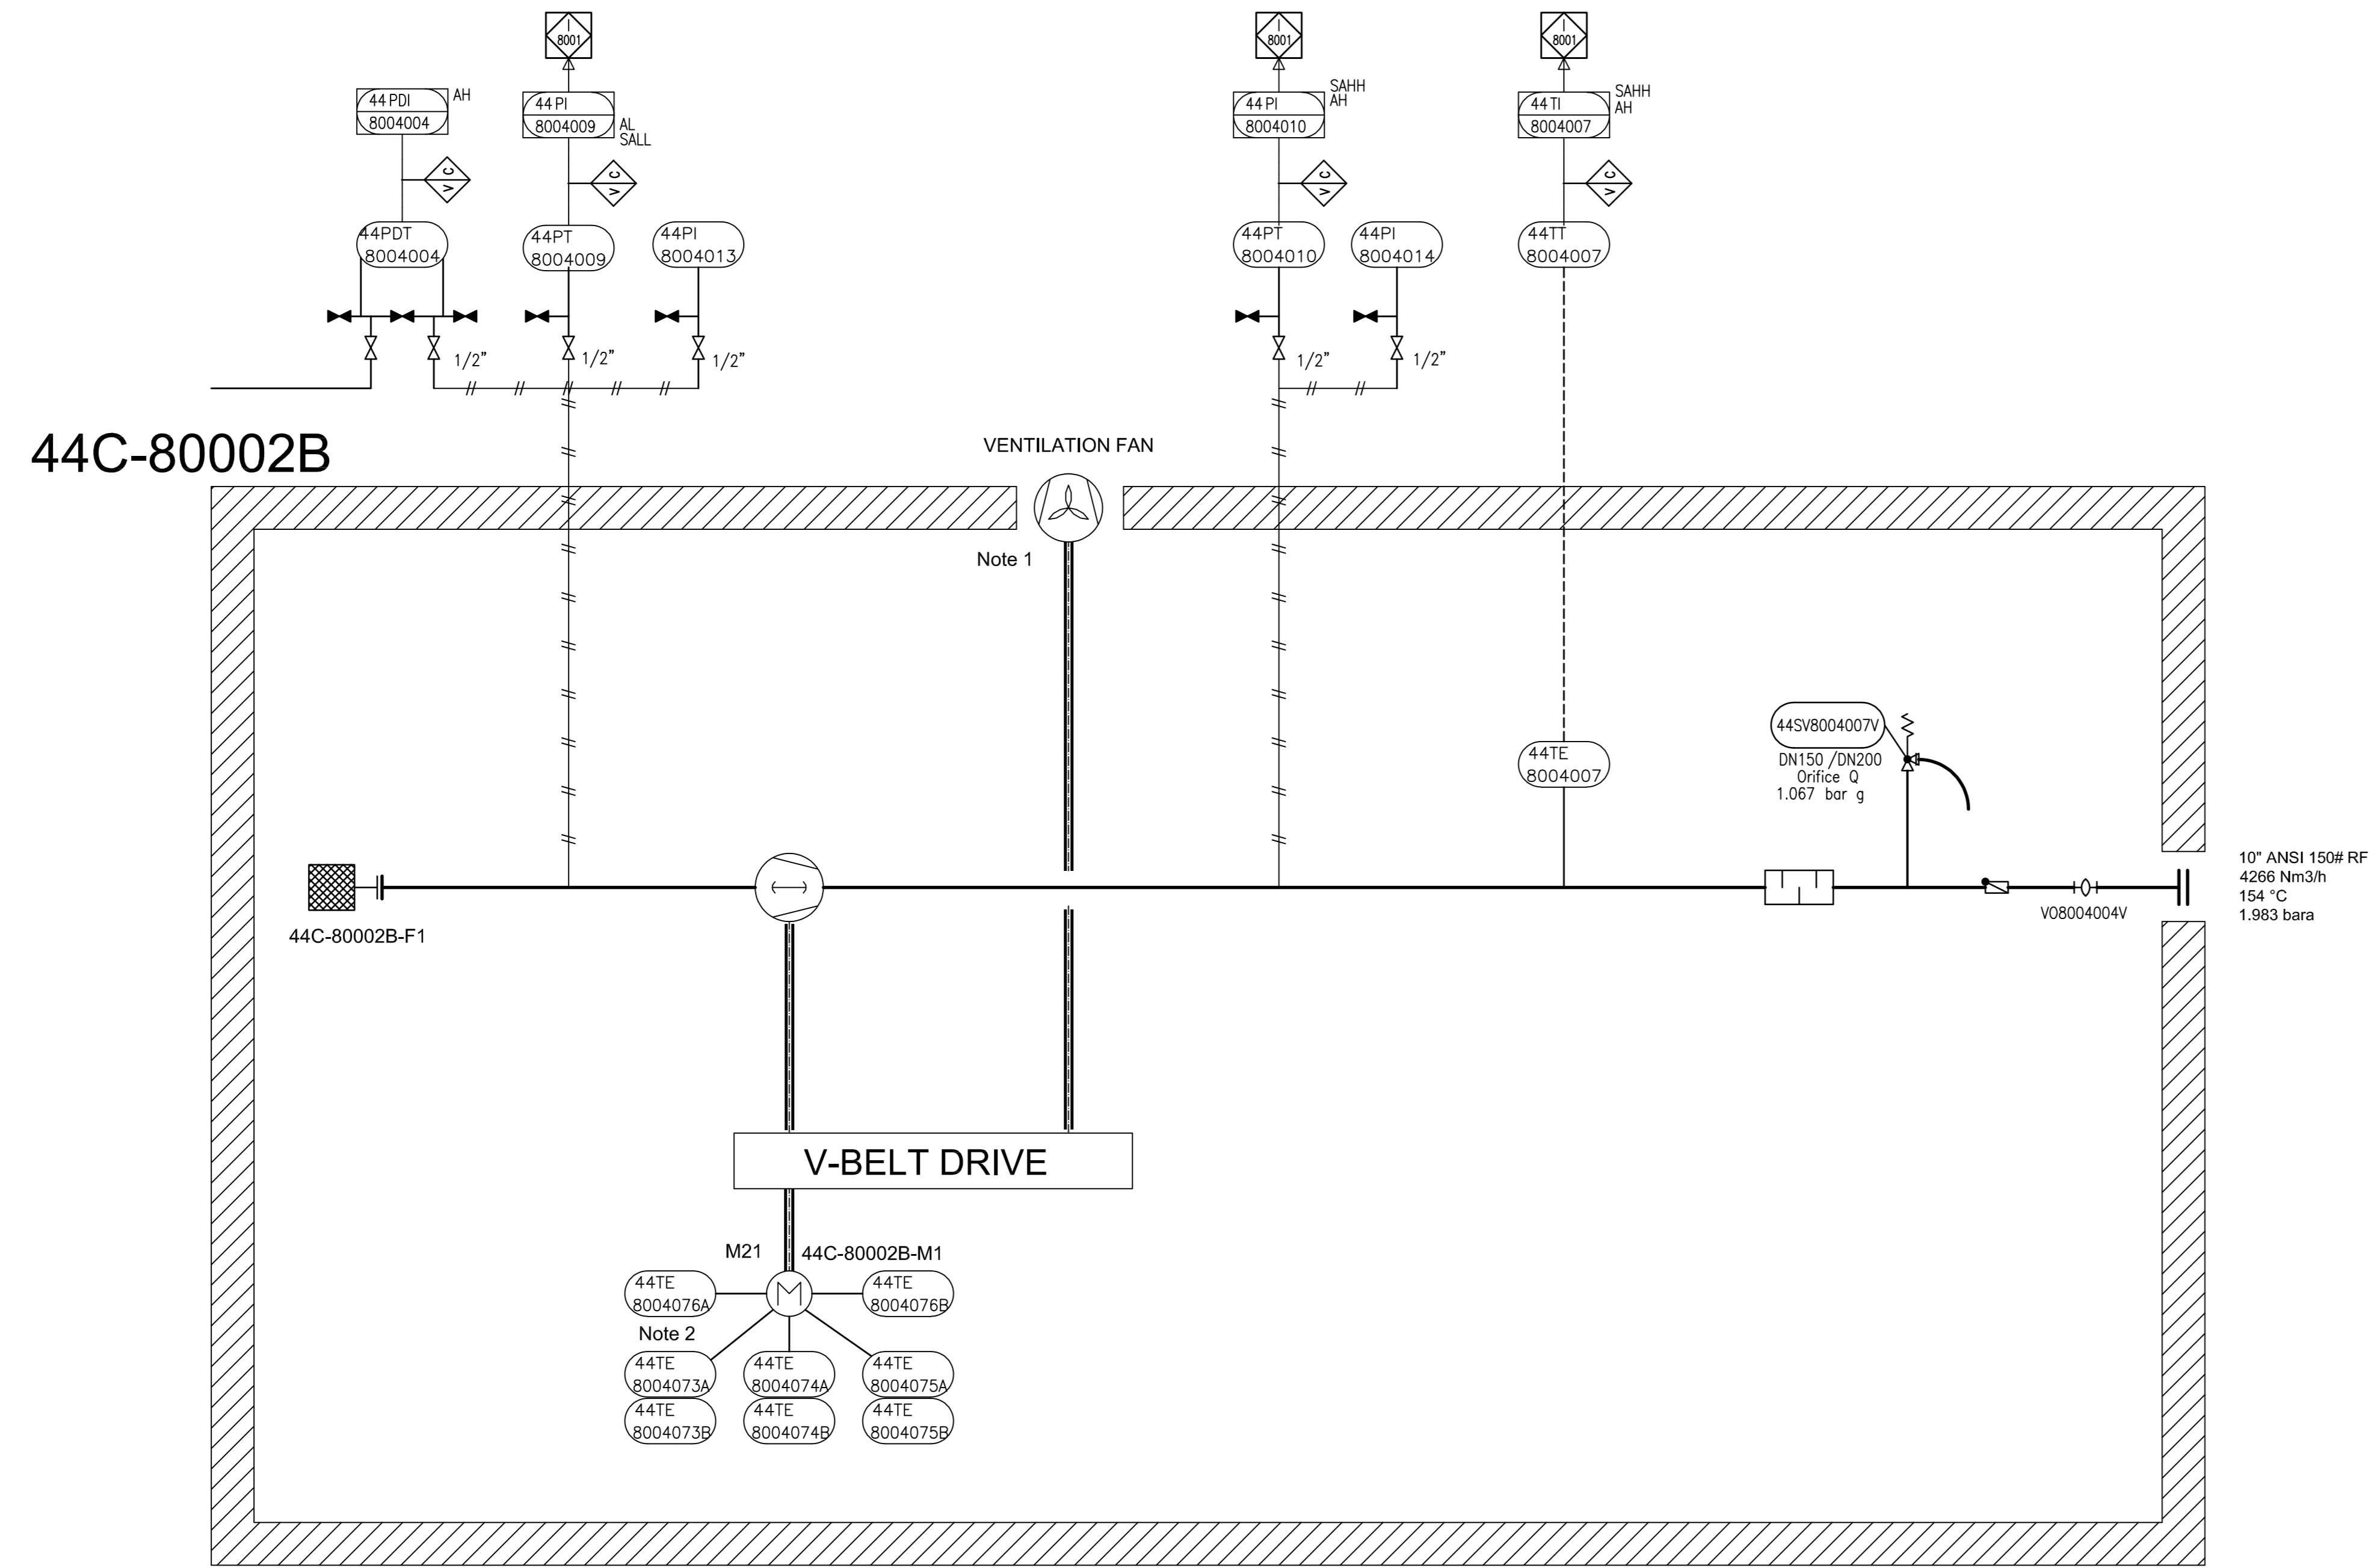 I
8001
I
8001
I
8001
44 PDI
8004004
AH
44 PI
8004009
AL
SALL
44 PI
8004010
SAHH
AH
44 TI
8004007
SAHH
AH
V C
V C
V C
V C
44PDT
8004004
44PT
8004009
44PI
8004013
44PT
8004010
44PI
8004014
44TT
8004007
1/2"
1/2"
1/2"
1/2"
1/2"
44C-80002B
VENTILATION FAN
Note 1
44SV8004007V
DN150 /DN200
Orifice Q
1.067 bar g
44TE
8004007
10" ANSI 150# RF
4266 Nm3/h
154 °C
1.983 bara
VO8004004V
44C-80002B-F1
V-BELT DRIVE
M21
44C-80002B-M1
44TE
8004076A
M
44TE
8004076B
Note 2
44TE
8004073A
44TE
8004074A
44TE
8004075A
44TE
8004073B
44TE
8004074B
44TE
8004075B